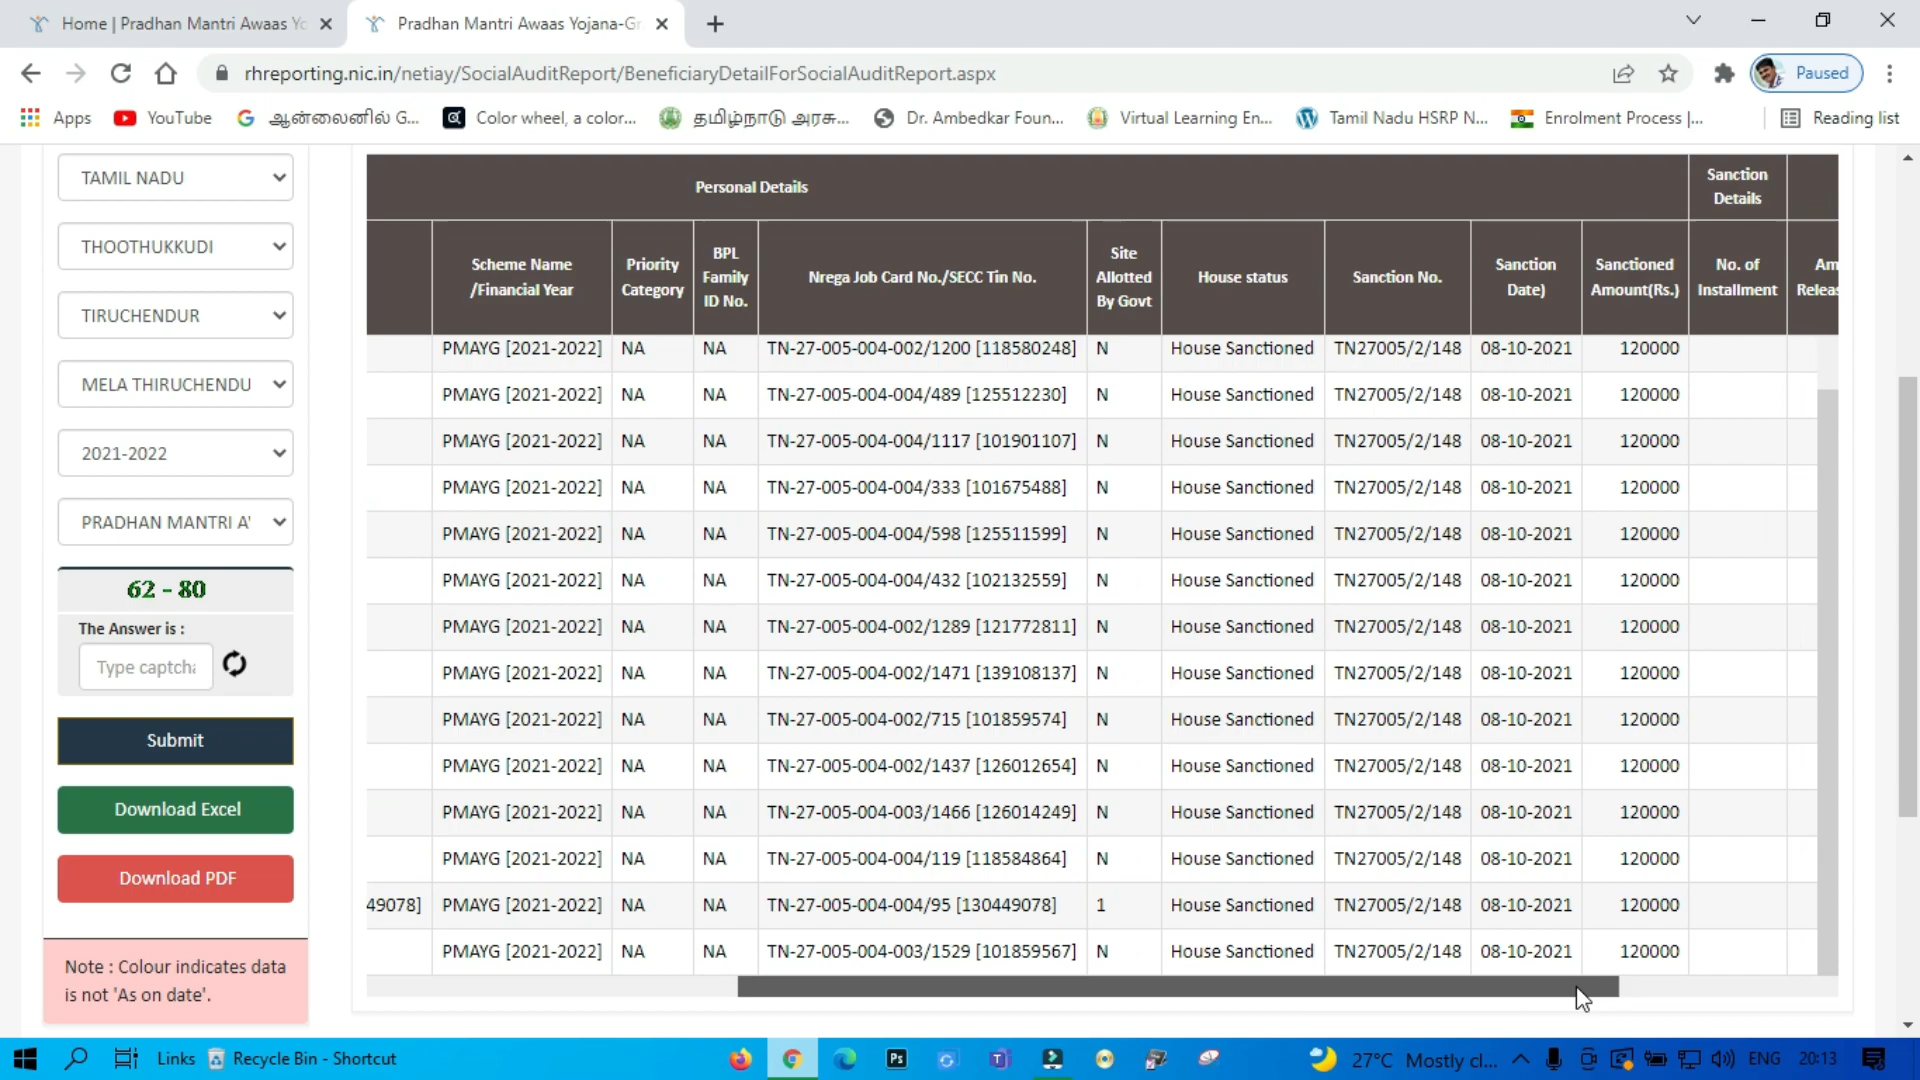 Home | Pradhan Mantri Awaas Yo
Pradhan Mantri Awaas Yojana-Gr
rhreporting.nic.in/netiay/SocialAuditReport/BeneficiaryDetailForSocialAuditReport.aspx
Paused
Apps
YouTube
ஆன்லைனில் G...
Color wheel, a color...
தமிழ்நாடு அரசு...
Dr. Ambedkar Foun...
Virtual Learning En...
Tamil Nadu HSRP N...
Enrolment Process |...
Reading list
TAMIL NADU
THOOTHUKKUDI
TIRUCHENDUR
MELA THIRUCHENDU
2021-2022
PRADHAN MANTRI A
62 - 80
The Answer is :
Type captcha
Submit
Download Excel
Download PDF
Note : Colour indicates data
is not 'As on date'.
Personal Details
Sanction
Details
Scheme Name
/Financial Year
Priority
Category
BPL
Family
ID No.
Nrega Job Card No./SECC Tin No.
Site
Allotted
By Govt
House status
Sanction No.
Sanction
Date)
Sanctioned
Amount(Rs.)
No. of
Installment
Am
Releas
PMAYG [2021-2022] NA NA TN-27-005-004-002/1200 [118580248] N House Sanctioned TN27005/2/148 08-10-2021 120000
PMAYG [2021-2022] NA NA TN-27-005-004-004/489 [125512230] N House Sanctioned TN27005/2/148 08-10-2021 120000
PMAYG [2021-2022] NA NA TN-27-005-004-004/1117 [101901107] N House Sanctioned TN27005/2/148 08-10-2021 120000
PMAYG [2021-2022] NA NA TN-27-005-004-004/333 [101675488] N House Sanctioned TN27005/2/148 08-10-2021 120000
PMAYG [2021-2022] NA NA TN-27-005-004-004/598 [125511599] N House Sanctioned TN27005/2/148 08-10-2021 120000
PMAYG [2021-2022] NA NA TN-27-005-004-004/432 [102132559] N House Sanctioned TN27005/2/148 08-10-2021 120000
PMAYG [2021-2022] NA NA TN-27-005-004-002/1289 [121772811] N House Sanctioned TN27005/2/148 08-10-2021 120000
PMAYG [2021-2022] NA NA TN-27-005-004-002/1471 [139108137] N House Sanctioned TN27005/2/148 08-10-2021 120000
PMAYG [2021-2022] NA NA TN-27-005-004-002/715 [101859574] N House Sanctioned TN27005/2/148 08-10-2021 120000
PMAYG [2021-2022] NA NA TN-27-005-004-002/1437 [126012654] N House Sanctioned TN27005/2/148 08-10-2021 120000
PMAYG [2021-2022] NA NA TN-27-005-004-003/1466 [126014249] N House Sanctioned TN27005/2/148 08-10-2021 120000
PMAYG [2021-2022] NA NA TN-27-005-004-004/119 [118584864] N House Sanctioned TN27005/2/148 08-10-2021 120000
49078] PMAYG [2021-2022] NA NA TN-27-005-004-004/95 [130449078] 1 House Sanctioned TN27005/2/148 08-10-2021 120000
PMAYG [2021-2022] NA NA TN-27-005-004-003/1529 [101859567] N House Sanctioned TN27005/2/148 08-10-2021 120000
Links
Recycle Bin - Shortcut
Ps
27°C Mostly cl...
ENG
20:13